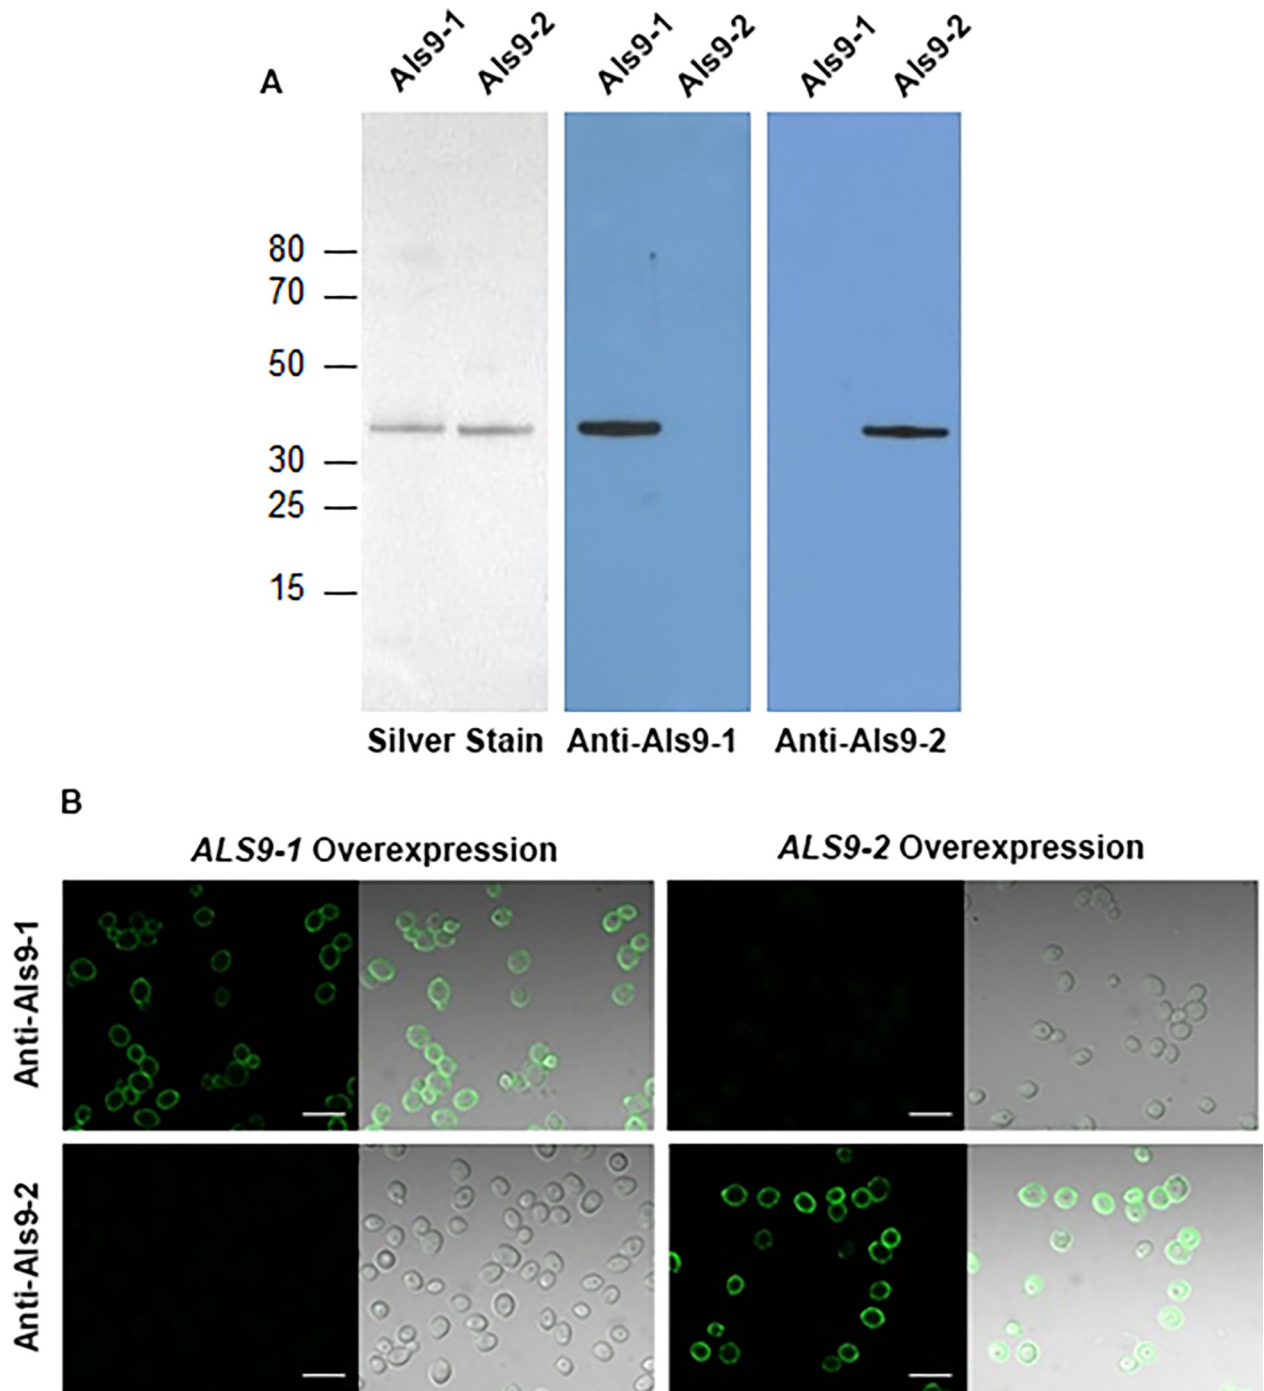 A
Als9-1 Als9-2 Als9-1 Als9-2 Als9-1 Als9-2
80
70
50
30
25
15
Silver Stain Anti-Als9-1 Anti-Als9-2
B
ALS9-1 Overexpression ALS9-2 Overexpression
Anti-Als9-1
Anti-Als9-2